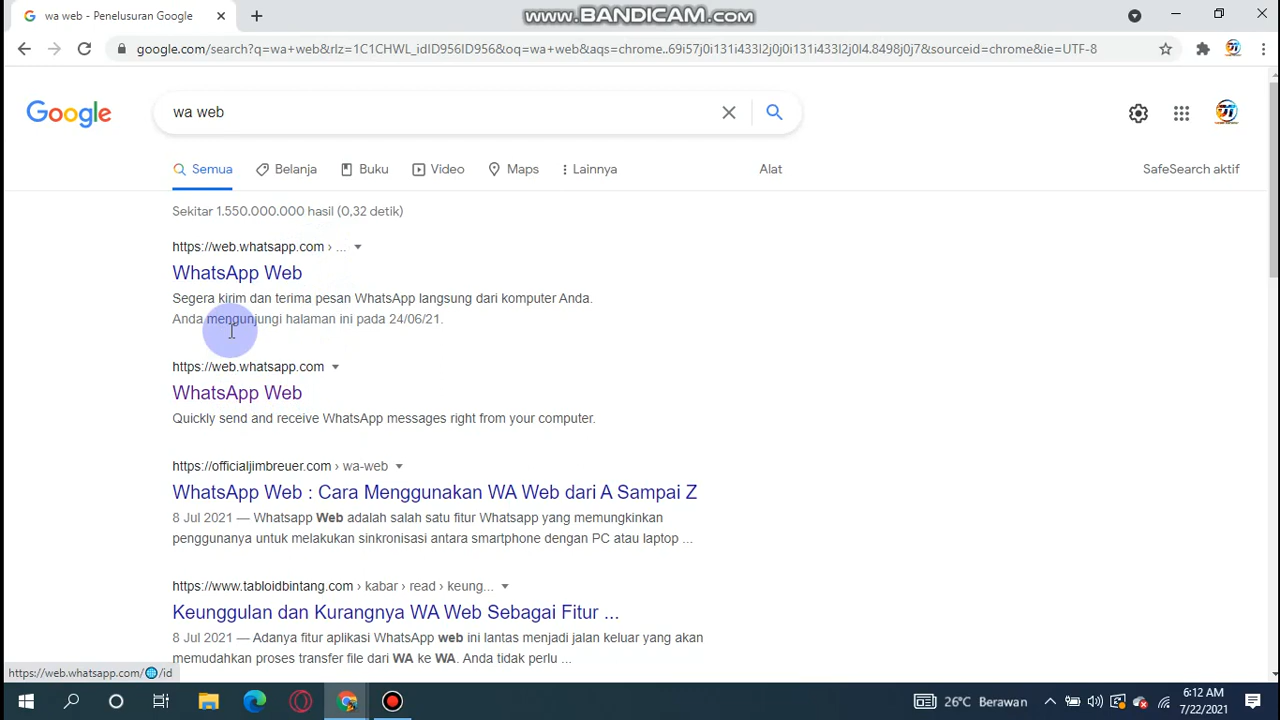 wa web - Penelusuran Google
www.BANDICAM.com
google.com/search?q=wa+web&rlz=1C1CHWL_idID956ID956&oq=wa+web&aqs=chrome..69i57j0i131i433l2j0j0i131i433j0l4.8498j0j7&sourceid=chrome&ie=UTF-8
Google
wa web
Semua
Belanja
Buku
Video
Maps
Lainnya
Alat
SafeSearch aktif
Sekitar 1.550.000.000 hasil (0,32 detik)
https://web.whatsapp.com › ...
WhatsApp Web
Segera kirim dan terima pesan WhatsApp langsung dari komputer Anda.
Anda mengunjungi halaman ini pada 24/06/21.
https://web.whatsapp.com
WhatsApp Web
Quickly send and receive WhatsApp messages right from your computer.
https://officialjimbreuer.com › wa-web
WhatsApp Web : Cara Menggunakan WA Web dari A Sampai Z
8 Jul 2021 — Whatsapp Web adalah salah satu fitur Whatsapp yang memungkinkan
penggunanya untuk melakukan sinkronisasi antara smartphone dengan PC atau laptop ...
https://www.tabloidbintang.com › kabar › read › keung...
Keunggulan dan Kurangnya WA Web Sebagai Fitur ...
8 Jul 2021 — Adanya fitur aplikasi WhatsApp web ini lantas menjadi jalan keluar yang akan
memudahkan proses transfer file dari WA ke WA. Anda tidak perlu ...
https://web.whatsapp.com/🌐/id
26°C Berawan
6:12 AM
7/22/2021